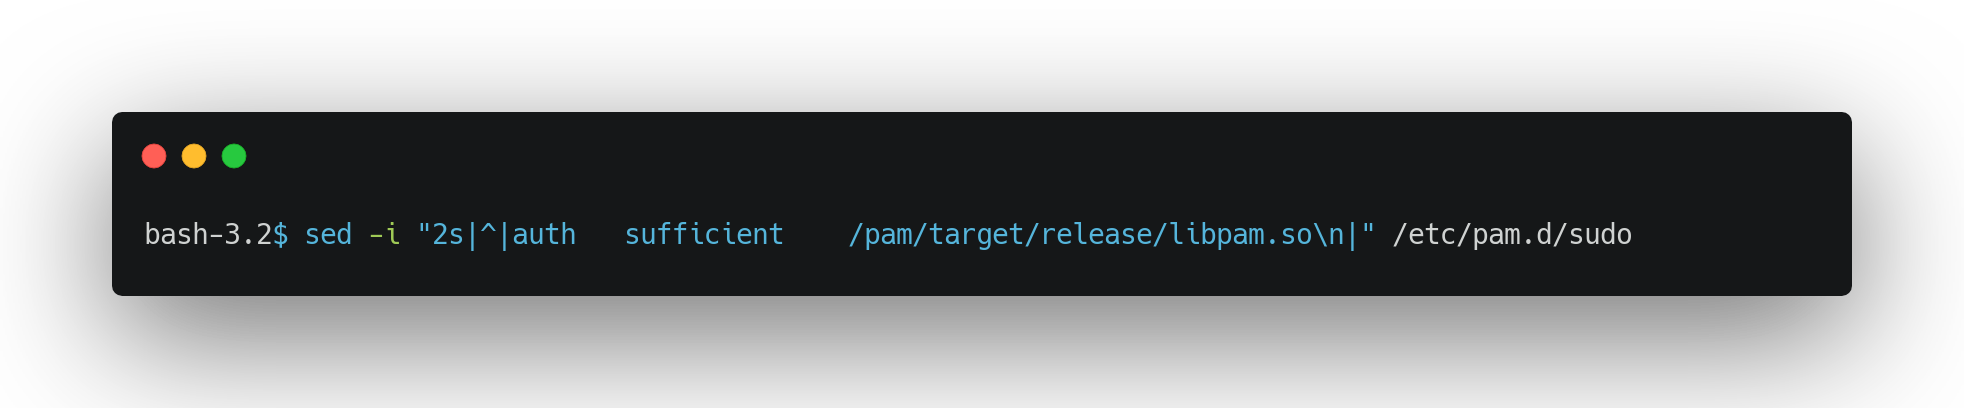 bash-3.2$ sed -i "2s|^|auth   sufficient    /pam/target/release/libpam.so\n|" /etc/pam.d/sudo